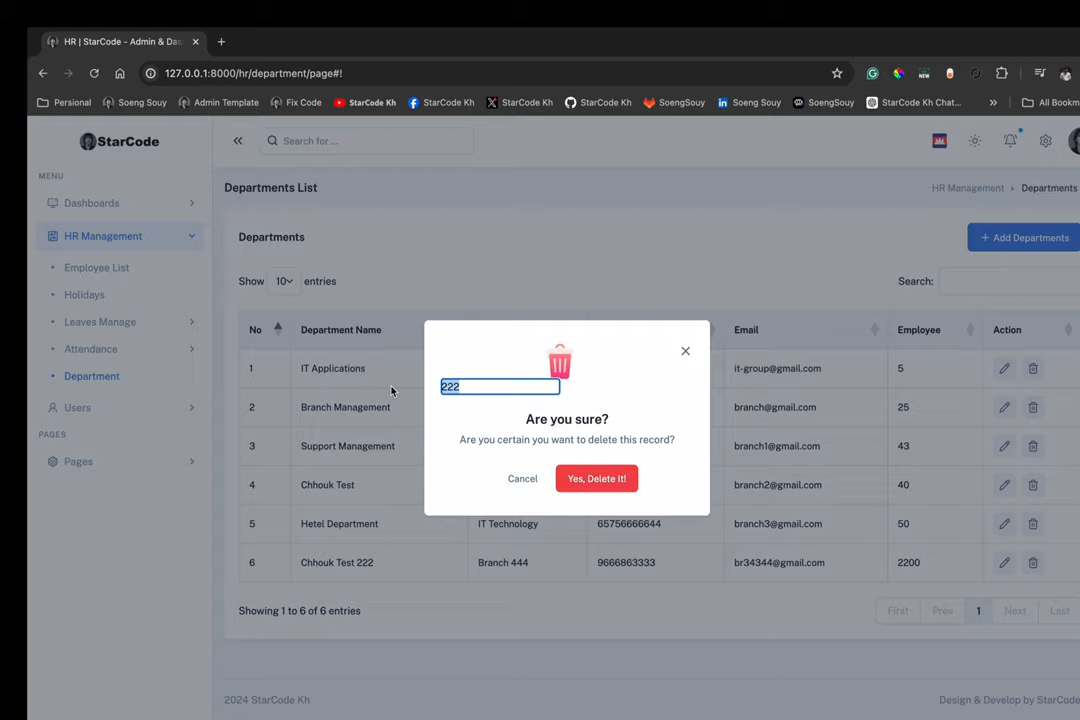 HR | StarCode - Admin & Das
127.0.0.1:8000/hr/department/page#!
Persional
Soeng Souy
Admin Template
Fix Code
StarCode Kh
StarCode Kh
StarCode Kh
StarCode Kh
SoengSouy
Soeng Souy
SoengSouy
StarCode Kh Chat...
All Bookm
StarCode
Search for ...
MENU
Dashboards
HR Management
Employee List
Holidays
Leaves Manage
Attendance
Department
Users
PAGES
Pages
Departments List
HR Management > Departments
Departments
+ Add Departments
Show 10 entries
Search:
No Department Name Email Employee Action
1 IT Applications it-group@gmail.com 5
2 Branch Management branch@gmail.com 25
3 Support Management branch1@gmail.com 43
4 Chhouk Test branch2@gmail.com 40
5 Hetel Department IT Technology 65756666644 branch3@gmail.com 50
6 Chhouk Test 222 Branch 444 9666863333 br34344@gmail.com 2200
222
Are you sure?
Are you certain you want to delete this record?
Cancel
Yes, Delete It!
Showing 1 to 6 of 6 entries
First Prev 1 Next Last
2024 StarCode Kh
Design & Develop by StarCode